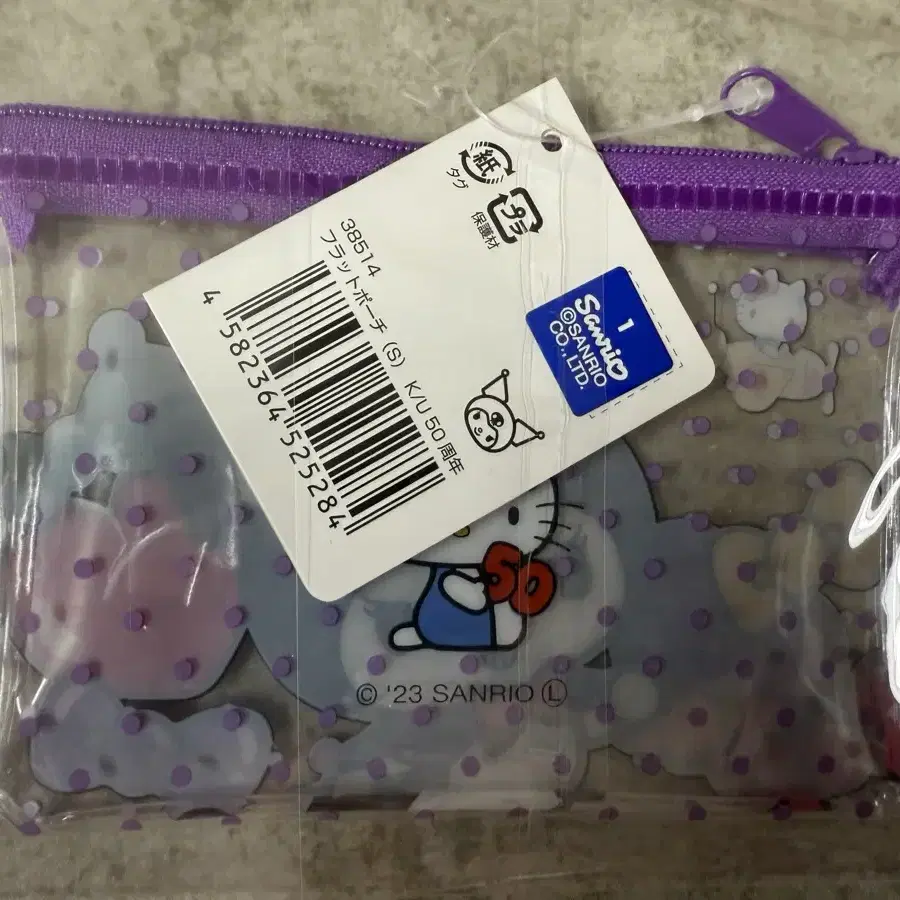 紙
タグ
プラ
保護材
38514
フラットポーチ (S) K/U 50周年
4 582364 525284
1
Sanrio
© SANRIO
CO., LTD.
50
© '23 SANRIO Ⓛ